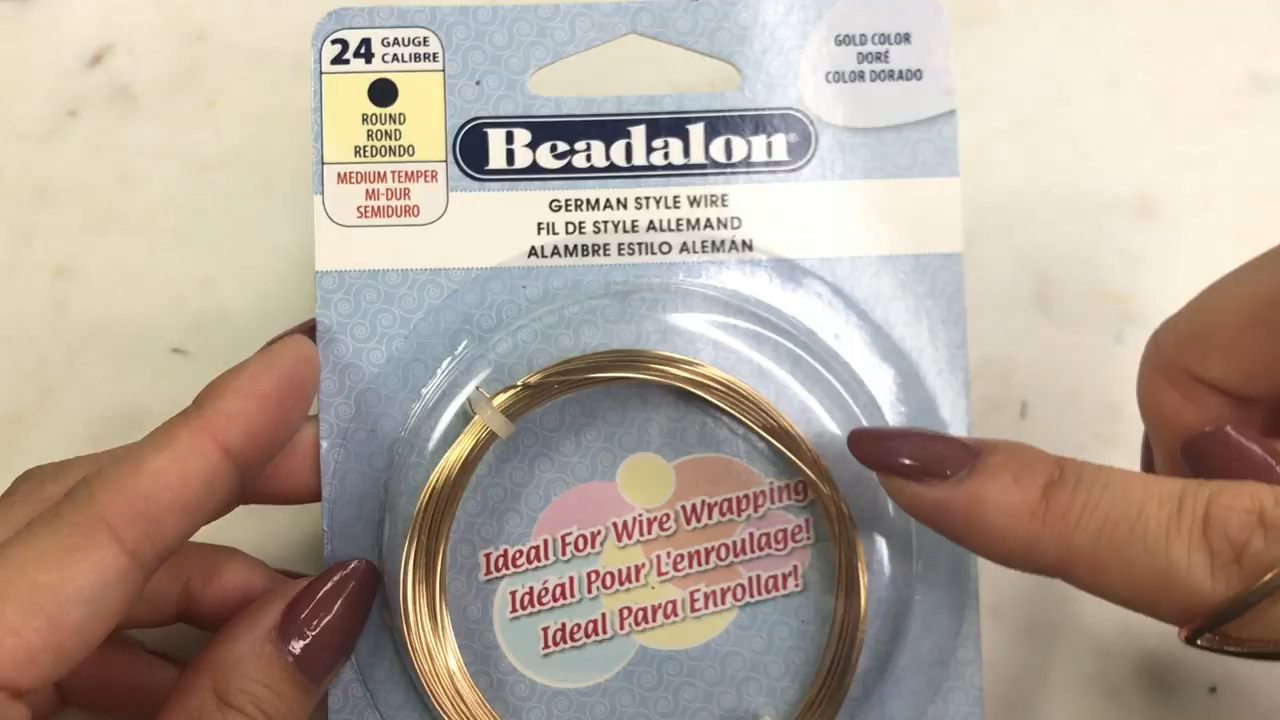 24 GAUGE
CALIBRE
ROUND
ROND
REDONDO
MEDIUM TEMPER
MI-DUR
SEMIDURO
GOLD COLOR
DORÉ
COLOR DORADO
Beadalon®
GERMAN STYLE WIRE
FIL DE STYLE ALLEMAND
ALAMBRE ESTILO ALEMÁN
Ideal For Wire Wrapping
Idéal Pour L'enroulage!
Ideal Para Enrollar!